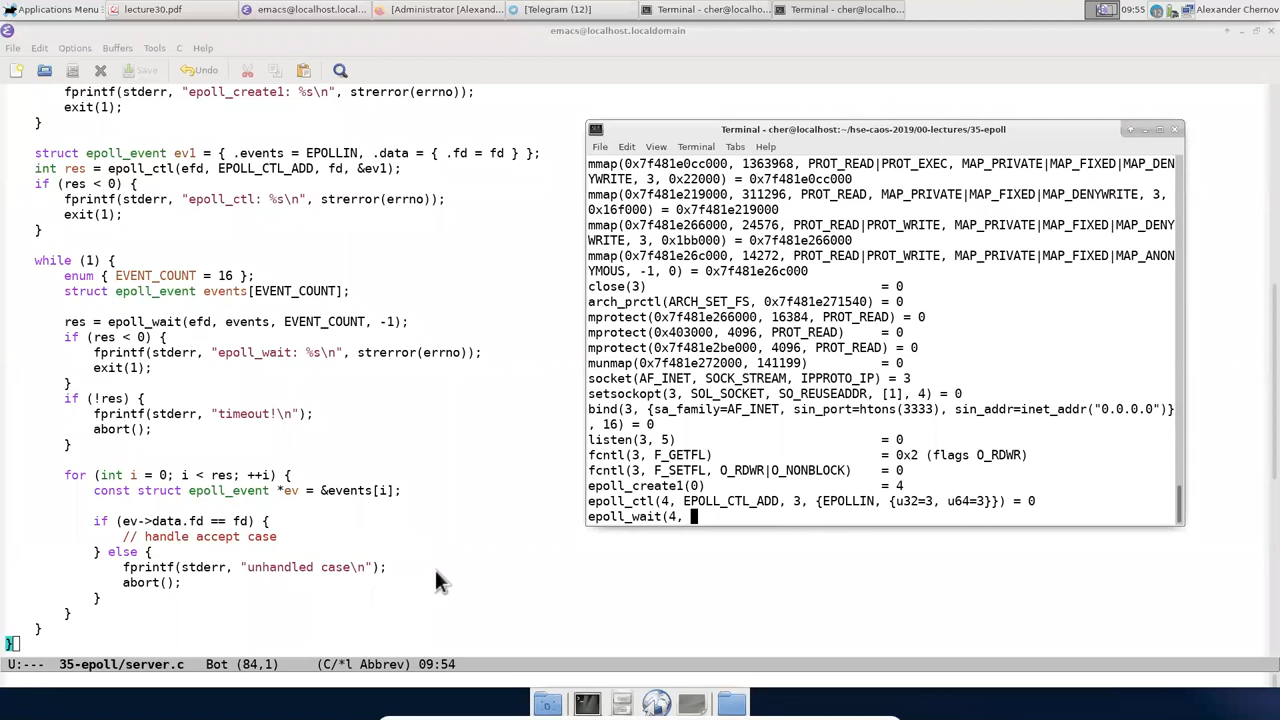 Applications Menu
lecture30.pdf
emacs@localhost.local...
[Administrator [Alexand...
[Telegram (12)]
Terminal - cher@localho...
Terminal - cher@localho...
09:55
Alexander Chernov
emacs@localhost.localdomain
File Edit Options Buffers Tools C Help
Save Undo
fprintf(stderr, "epoll_create1: %s\n", strerror(errno));
exit(1);
}
struct epoll_event ev1 = { .events = EPOLLIN, .data = { .fd = fd } };
int res = epoll_ctl(efd, EPOLL_CTL_ADD, fd, &ev1);
if (res < 0) {
fprintf(stderr, "epoll_ctl: %s\n", strerror(errno));
exit(1);
}
while (1) {
enum { EVENT_COUNT = 16 };
struct epoll_event events[EVENT_COUNT];
res = epoll_wait(efd, events, EVENT_COUNT, -1);
if (res < 0) {
fprintf(stderr, "epoll_wait: %s\n", strerror(errno));
exit(1);
}
if (!res) {
fprintf(stderr, "timeout!\n");
abort();
}
for (int i = 0; i < res; ++i) {
const struct epoll_event *ev = &events[i];
if (ev->data.fd == fd) {
// handle accept case
} else {
fprintf(stderr, "unhandled case\n");
abort();
}
}
}
}
U:--- 35-epoll/server.c Bot (84,1) (C/*l Abbrev) 09:54
Terminal - cher@localhost:~/hse-caos-2019/00-lectures/35-epoll
File Edit View Terminal Tabs Help
mmap(0x7f481e0cc000, 1363968, PROT_READ|PROT_EXEC, MAP_PRIVATE|MAP_FIXED|MAP_DEN
YWRITE, 3, 0x22000) = 0x7f481e0cc000
mmap(0x7f481e219000, 311296, PROT_READ, MAP_PRIVATE|MAP_FIXED|MAP_DENYWRITE, 3,
0x16f000) = 0x7f481e219000
mmap(0x7f481e266000, 24576, PROT_READ|PROT_WRITE, MAP_PRIVATE|MAP_FIXED|MAP_DENY
WRITE, 3, 0x1bb000) = 0x7f481e266000
mmap(0x7f481e26c000, 14272, PROT_READ|PROT_WRITE, MAP_PRIVATE|MAP_FIXED|MAP_ANON
YMOUS, -1, 0) = 0x7f481e26c000
close(3) = 0
arch_prctl(ARCH_SET_FS, 0x7f481e271540) = 0
mprotect(0x7f481e266000, 16384, PROT_READ) = 0
mprotect(0x403000, 4096, PROT_READ) = 0
mprotect(0x7f481e2be000, 4096, PROT_READ) = 0
munmap(0x7f481e272000, 141199) = 0
socket(AF_INET, SOCK_STREAM, IPPROTO_IP) = 3
setsockopt(3, SOL_SOCKET, SO_REUSEADDR, [1], 4) = 0
bind(3, {sa_family=AF_INET, sin_port=htons(3333), sin_addr=inet_addr("0.0.0.0")}
, 16) = 0
listen(3, 5) = 0
fcntl(3, F_GETFL) = 0x2 (flags O_RDWR)
fcntl(3, F_SETFL, O_RDWR|O_NONBLOCK) = 0
epoll_create1(0) = 4
epoll_ctl(4, EPOLL_CTL_ADD, 3, {EPOLLIN, {u32=3, u64=3}}) = 0
epoll_wait(4,